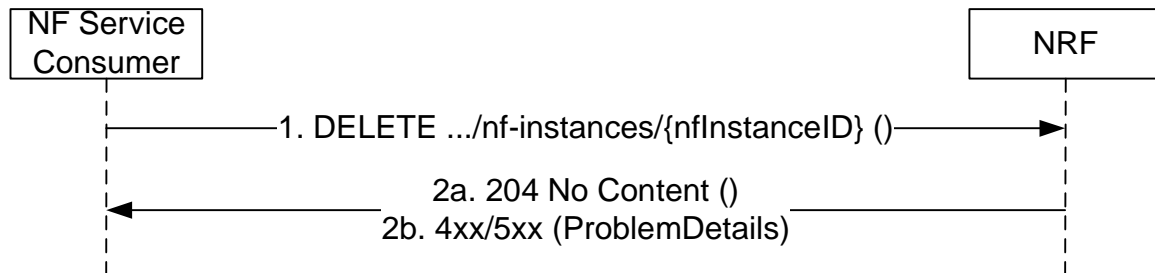 NF Service
Consumer
NRF
1. DELETE .../nf-instances/{nfInstanceID} ()
2a. 204 No Content ()
2b. 4xx/5xx (ProblemDetails)